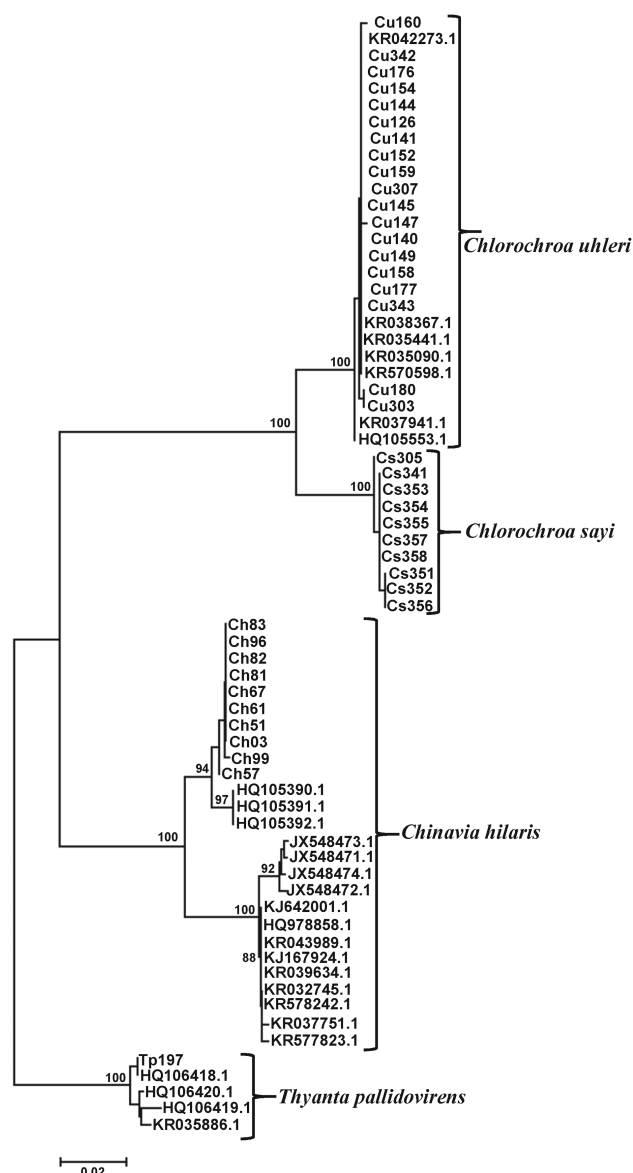 Cu160
KR042273.1
Cu342
Cu176
Cu154
Cu144
Cu126
Cu141
Cu152
Cu159
Cu307
Cu145
Cu147
Cu140
Cu149
Cu158
Cu177
Cu343
KR038367.1
KR035441.1
KR035090.1
KR570598.1
Cu180
Cu303
KR037941.1
HQ105553.1
Chlorochroa uhleri
100
100
Cs305
Cs341
Cs353
Cs354
Cs355
Cs357
Cs358
Cs351
Cs352
Cs356
Chlorochroa sayi
100
Ch83
Ch96
Ch82
Ch81
Ch67
Ch61
Ch51
Ch03
Ch99
Ch57
94
HQ105390.1
HQ105391.1
HQ105392.1
97
100
Chinavia hilaris
JX548473.1
JX548471.1
JX548474.1
JX548472.1
92
100
KJ642001.1
HQ978858.1
KR043989.1
KJ167924.1
88
KR039634.1
KR032745.1
KR578242.1
KR037751.1
KR577823.1
Tp197
HQ106418.1
HQ106420.1
HQ106419.1
KR035886.1
100
Thyanta pallidovirens
0.02